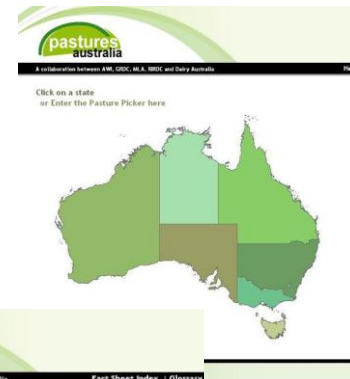 pastures
australia
A collaboration between AWI, GRDC, MLA, RIRDC and Dairy Australia
Click on a state
or Enter the Pasture Picker here
Fact Sheet Index | Glossary